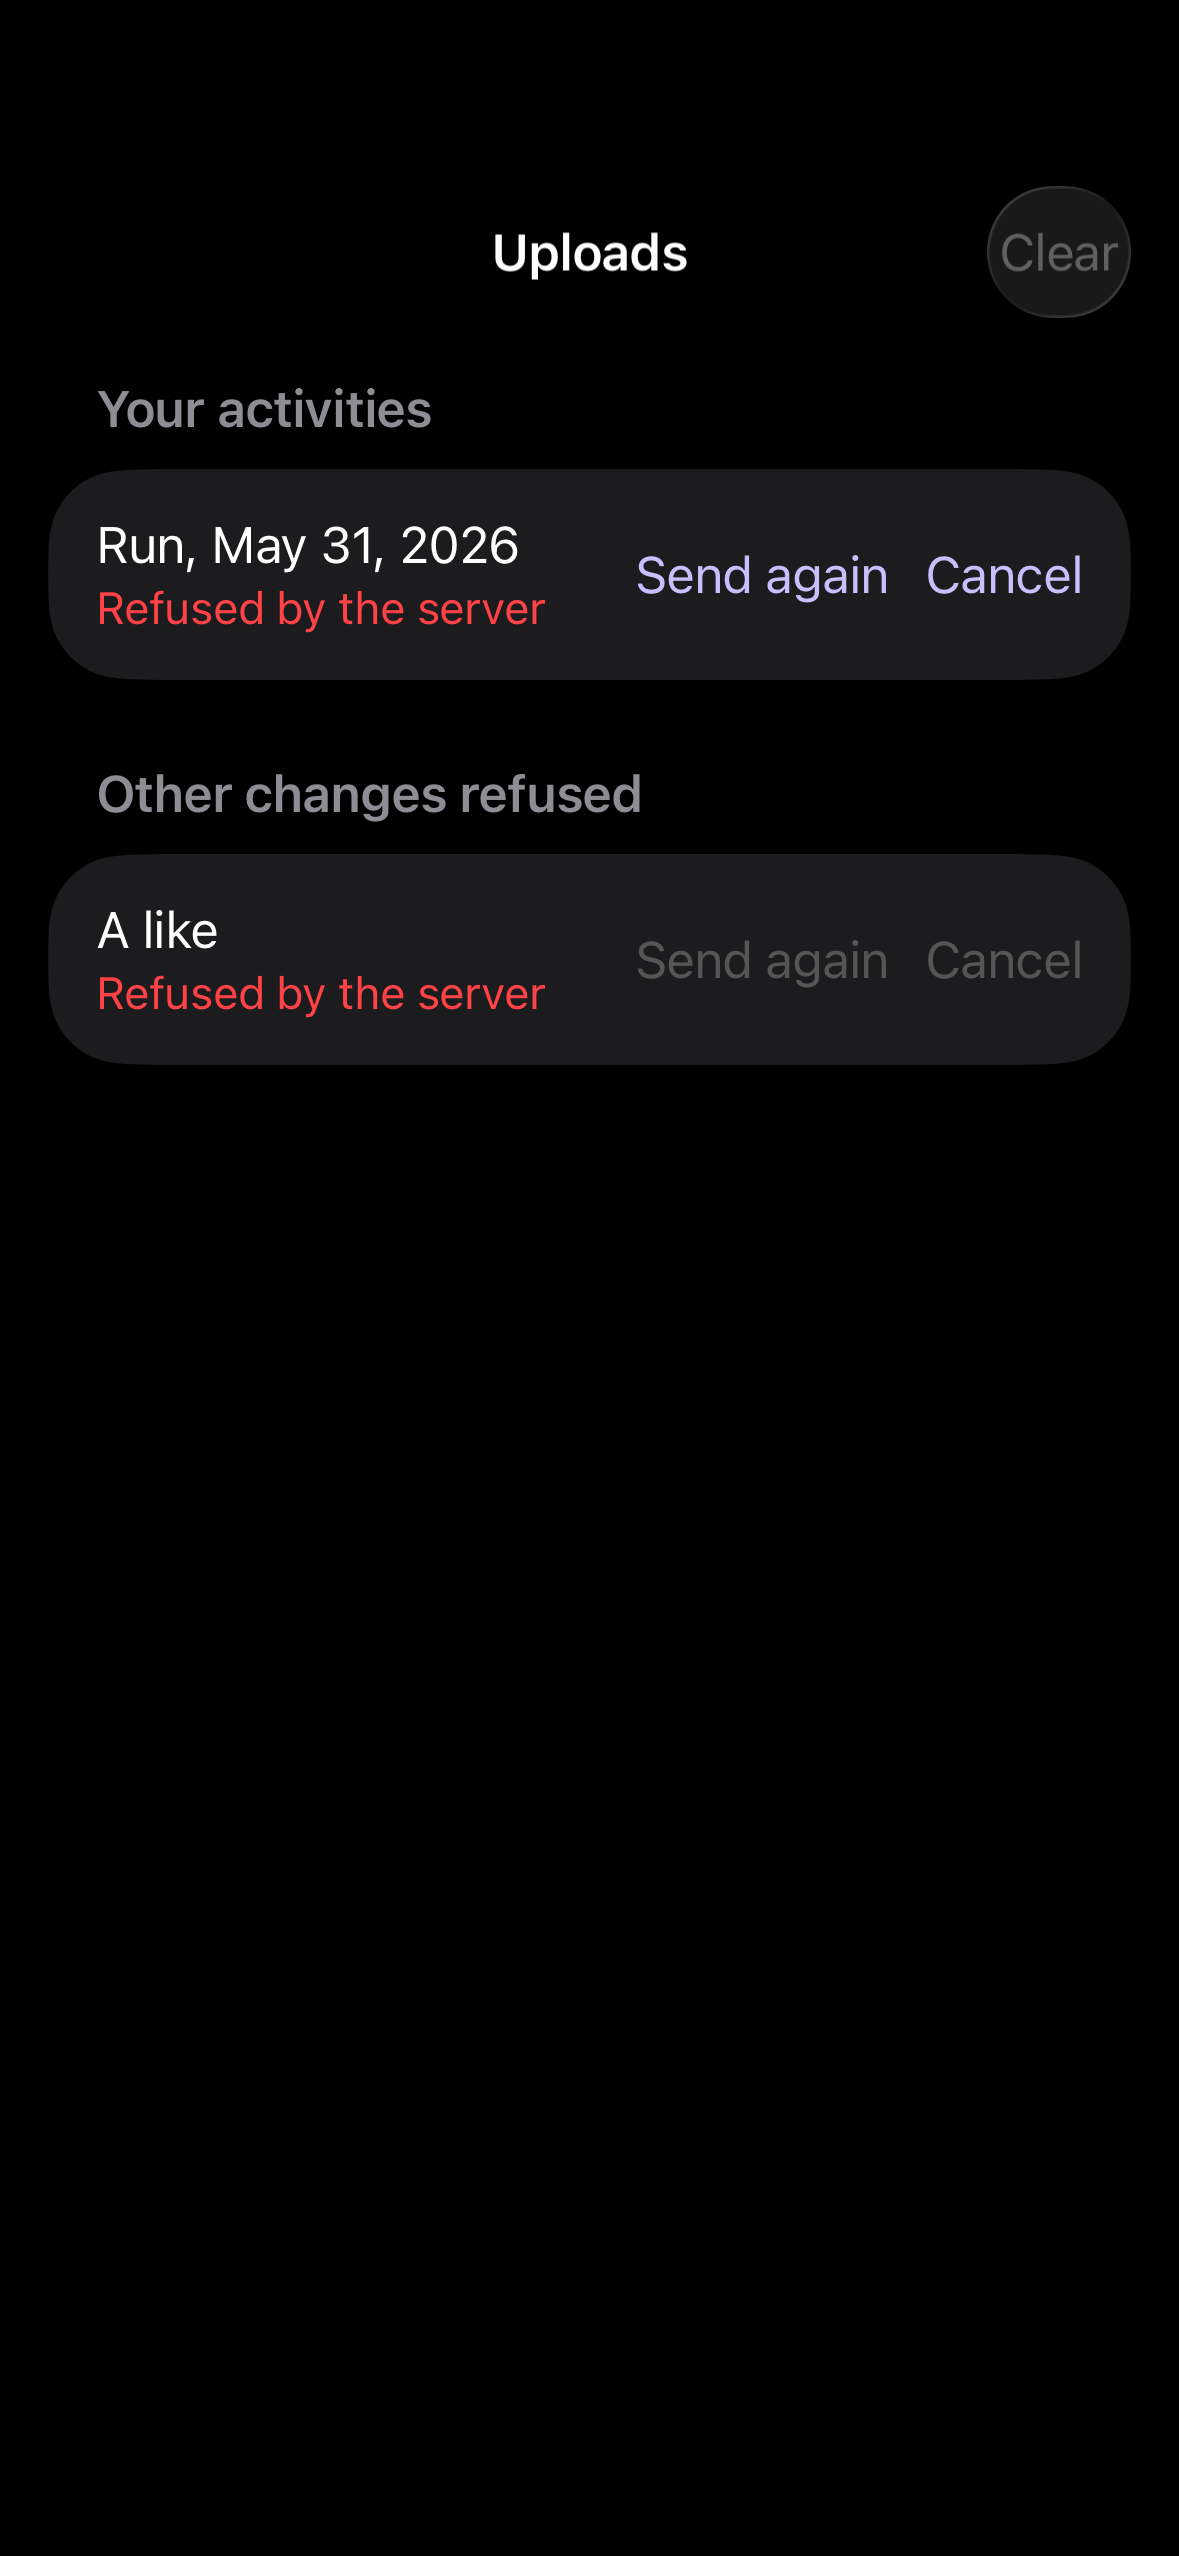 Uploads
Clear
Your activities
Run, May 31, 2026
Refused by the server
Send again Cancel
Other changes refused
A like
Refused by the server
Send again Cancel